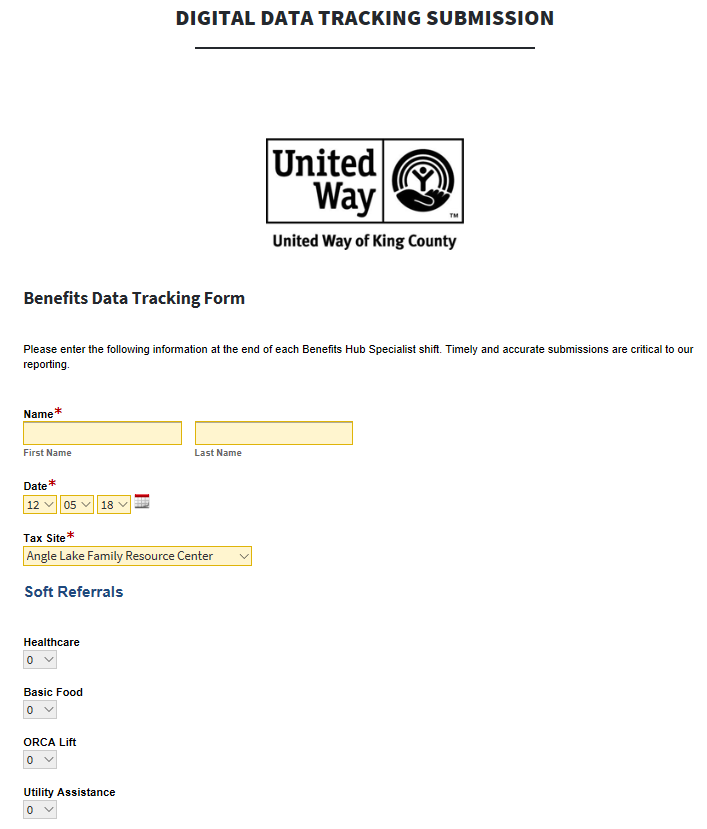 DIGITAL DATA TRACKING SUBMISSION
United
Way
TM
United Way of King County
Benefits Data Tracking Form
Please enter the following information at the end of each Benefits Hub Specialist shift. Timely and accurate submissions are critical to our
reporting.
Name*
First Name Last Name
Date*
12 05 18
Tax Site*
Angle Lake Family Resource Center
Soft Referrals
Healthcare
0
Basic Food
0
ORCA Lift
0
Utility Assistance
0